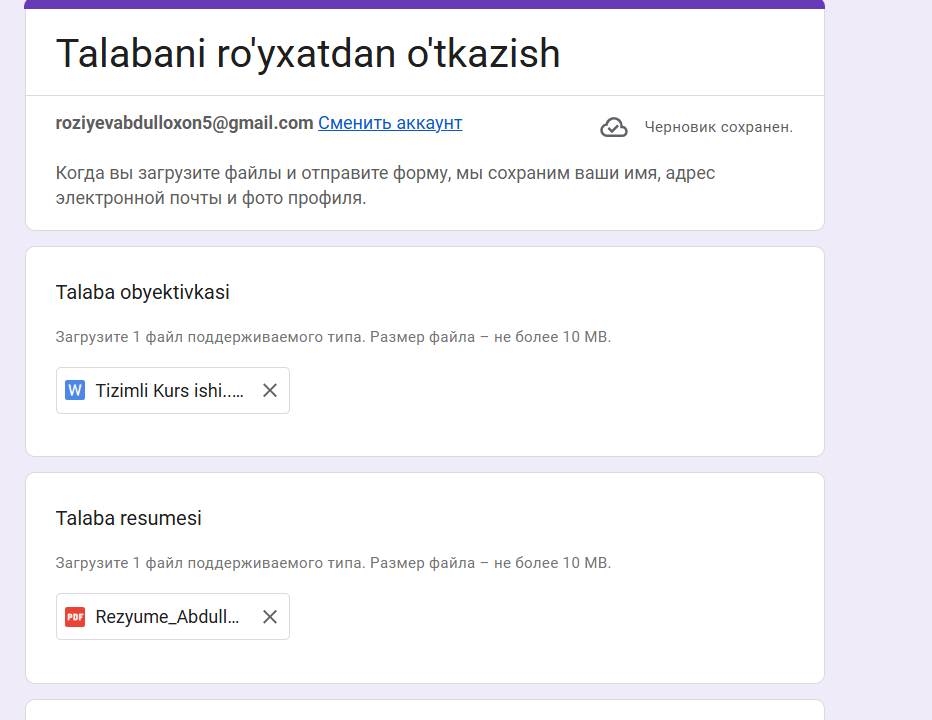 Talabani ro'yxatdan o'tkazish
roziyevabdulloxon5@gmail.com Сменить аккаунт
Черновик сохранен.
Когда вы загрузите файлы и отправите форму, мы сохраним ваши имя, адрес
электронной почты и фото профиля.
Talaba obyektivkasi
Загрузите 1 файл поддерживаемого типа. Размер файла – не более 10 MB.
W Tizimli Kurs ishi..…
Talaba resumesi
Загрузите 1 файл поддерживаемого типа. Размер файла – не более 10 MB.
PDF Rezyume_Abdull…